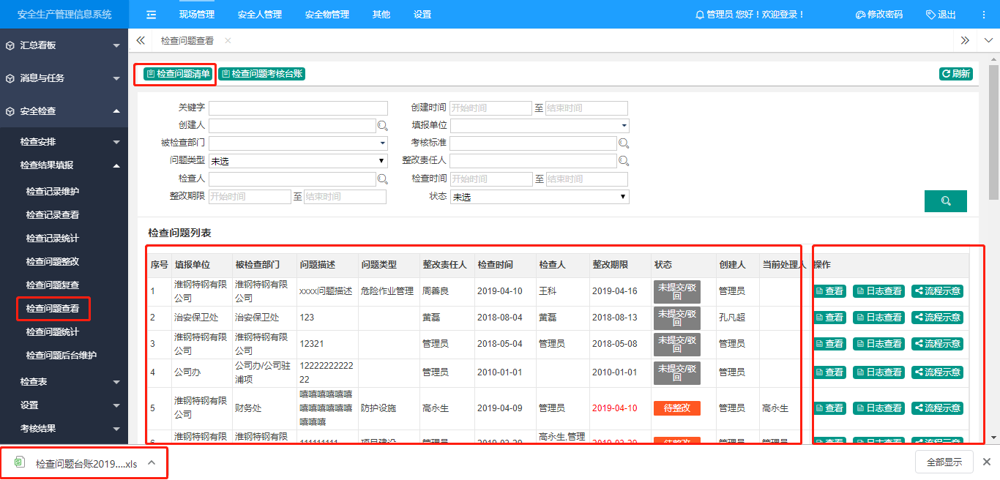 安全生产管理信息系统 现场管理 安全人管理 安全物管理 其他 设置 管理员 您好！欢迎登录！ 修改密码 退出
汇总看板
消息与任务
安全检查
检查安排
检查结果填报
检查记录维护
检查记录查看
检查记录统计
检查问题整改
检查问题复查
检查问题查看
检查问题统计
检查问题后台维护
检查表
设置
考核结果
检查问题查看
检查问题清单 检查问题考核台账 刷新
关键字 创建时间 开始时间 至 结束时间
创建人 填报单位
被检查部门 考核标准
问题类型 未选 整改责任人
检查人 检查时间 开始时间 至 结束时间
整改期限 开始时间 至 结束时间 状态 未选
检查问题列表
序号 填报单位 被检查部门 问题描述 问题类型 整改责任人 检查时间 检查人 整改期限 状态 创建人 当前处理人 操作
1 淮钢特钢有限公司 淮钢特钢有限公司 xxxx问题描述 危险作业管理 周善良 2019-04-10 王科 2019-04-16 未提交/驳回 管理员 查看 日志查看 流程示意
2 治安保卫处 治安保卫处 123 黄磊 2018-08-04 黄磊 2018-08-13 未提交/驳回 孔凡超 查看 日志查看 流程示意
3 淮钢特钢有限公司 淮钢特钢有限公司 12321 管理员 2018-05-04 管理员 2018-05-08 未提交/驳回 管理员 查看 日志查看 流程示意
4 公司办 公司办/公司驻浦项 1222222222222 管理员 2010-01-01 2010-01-01 未提交/驳回 管理员 查看 日志查看 流程示意
5 淮钢特钢有限公司 财务处 嘻嘻嘻嘻嘻嘻嘻嘻嘻嘻嘻嘻嘻嘻嘻 防护设施 高永生 2019-04-09 管理员 2019-04-10 待整改 管理员 高永生 查看 日志查看 流程示意
6 淮钢特钢有限 淮钢特钢有限 111111111 项目建设 管理员 高永生,管理 待整改 管理员 管理员 查看 日志查看 流程示意
检查问题台账2019....xls 全部显示